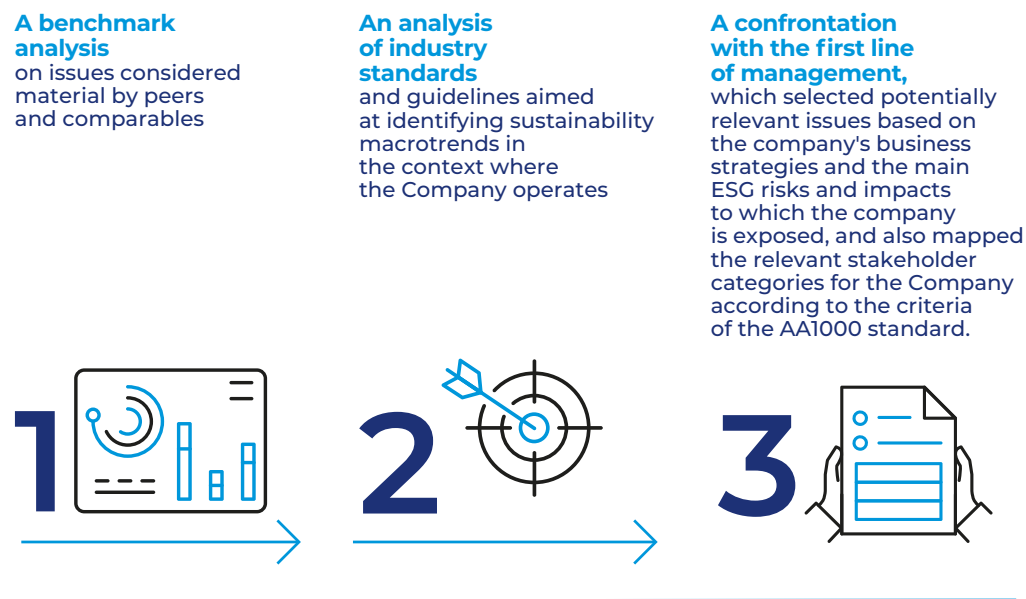 A benchmark
analysis
on issues considered
material by peers
and comparables
1
An analysis
of industry
standards
and guidelines aimed
at identifying sustainability
macrotrends in
the context where
the Company operates
2
A confrontation
with the first line
of management,
which selected potentially
relevant issues based on
the company's business
strategies and the main
ESG risks and impacts
to which the company
is exposed, and also mapped
the relevant stakeholder
categories for the Company
according to the criteria
of the AA1000 standard.
3